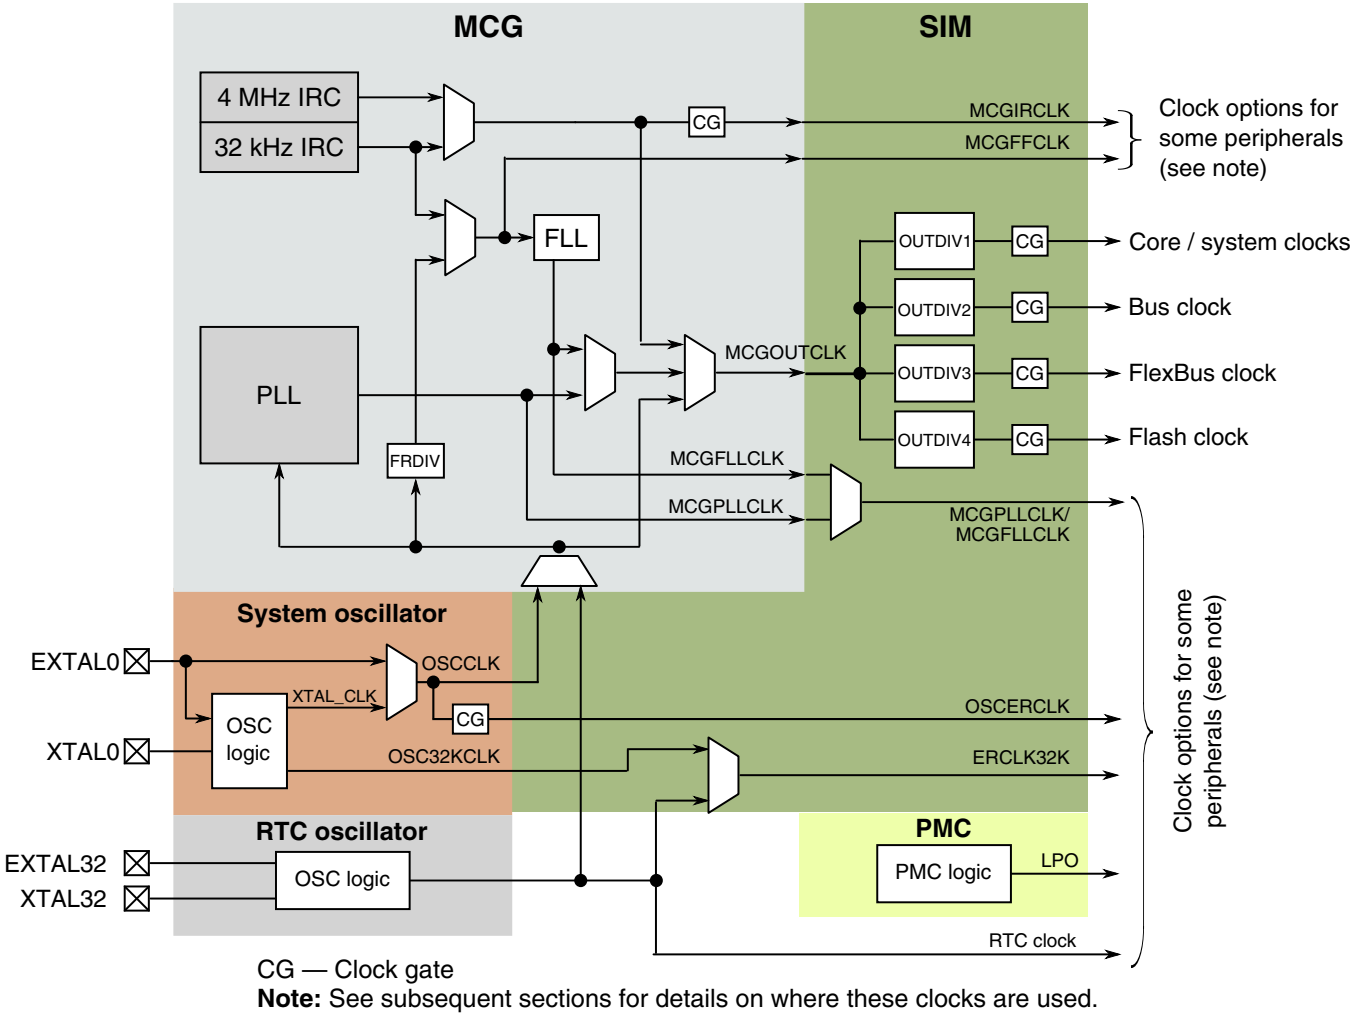 MCG
SIM
4 MHz IRC
32 kHz IRC
CG
MCGIRCLK
MCGFFCLK
Clock options for
some peripherals
(see note)
FLL
OUTDIV1
CG
Core / system clocks
OUTDIV2
CG
Bus clock
MCGOUTCLK
OUTDIV3
CG
FlexBus clock
PLL
OUTDIV4
CG
Flash clock
FRDIV
MCGFLLCLK
MCGPLLCLK
MCGPLLCLK/
MCGFLLCLK
Clock options for some
peripherals (see note)
System oscillator
EXTAL0
OSCCLK
XTAL_CLK
OSC
logic
CG
OSCERCLK
XTAL0
OSC32KCLK
ERCLK32K
RTC oscillator
PMC
EXTAL32
OSC logic
XTAL32
PMC logic
LPO
RTC clock
CG — Clock gate
Note: See subsequent sections for details on where these clocks are used.